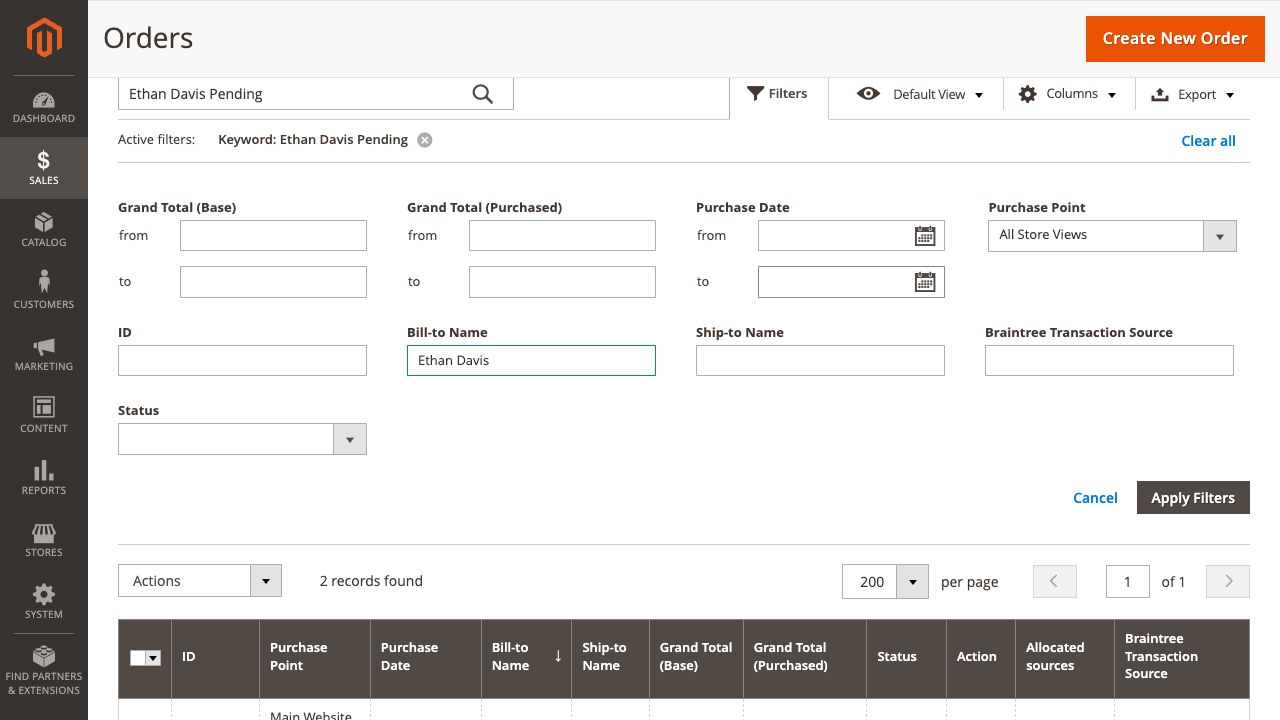 Orders
Create New Order
DASHBOARD
SALES
CATALOG
CUSTOMERS
MARKETING
CONTENT
REPORTS
STORES
SYSTEM
FIND PARTNERS
& EXTENSIONS
Ethan Davis Pending
Filters
Default View
Columns
Export
Active filters: Keyword: Ethan Davis Pending
Clear all
Grand Total (Base)
from
to
Grand Total (Purchased)
from
to
Purchase Date
from
to
Purchase Point
All Store Views
ID
Bill-to Name
Ethan Davis
Ship-to Name
Braintree Transaction Source
Status
Cancel
Apply Filters
Actions
2 records found
200
per page
1
of 1
ID
Purchase
Point
Purchase
Date
Bill-to
Name
↓
Ship-to
Name
Grand Total
(Base)
Grand Total
(Purchased)
Status
Action
Allocated
sources
Braintree
Transaction
Source
Main Website